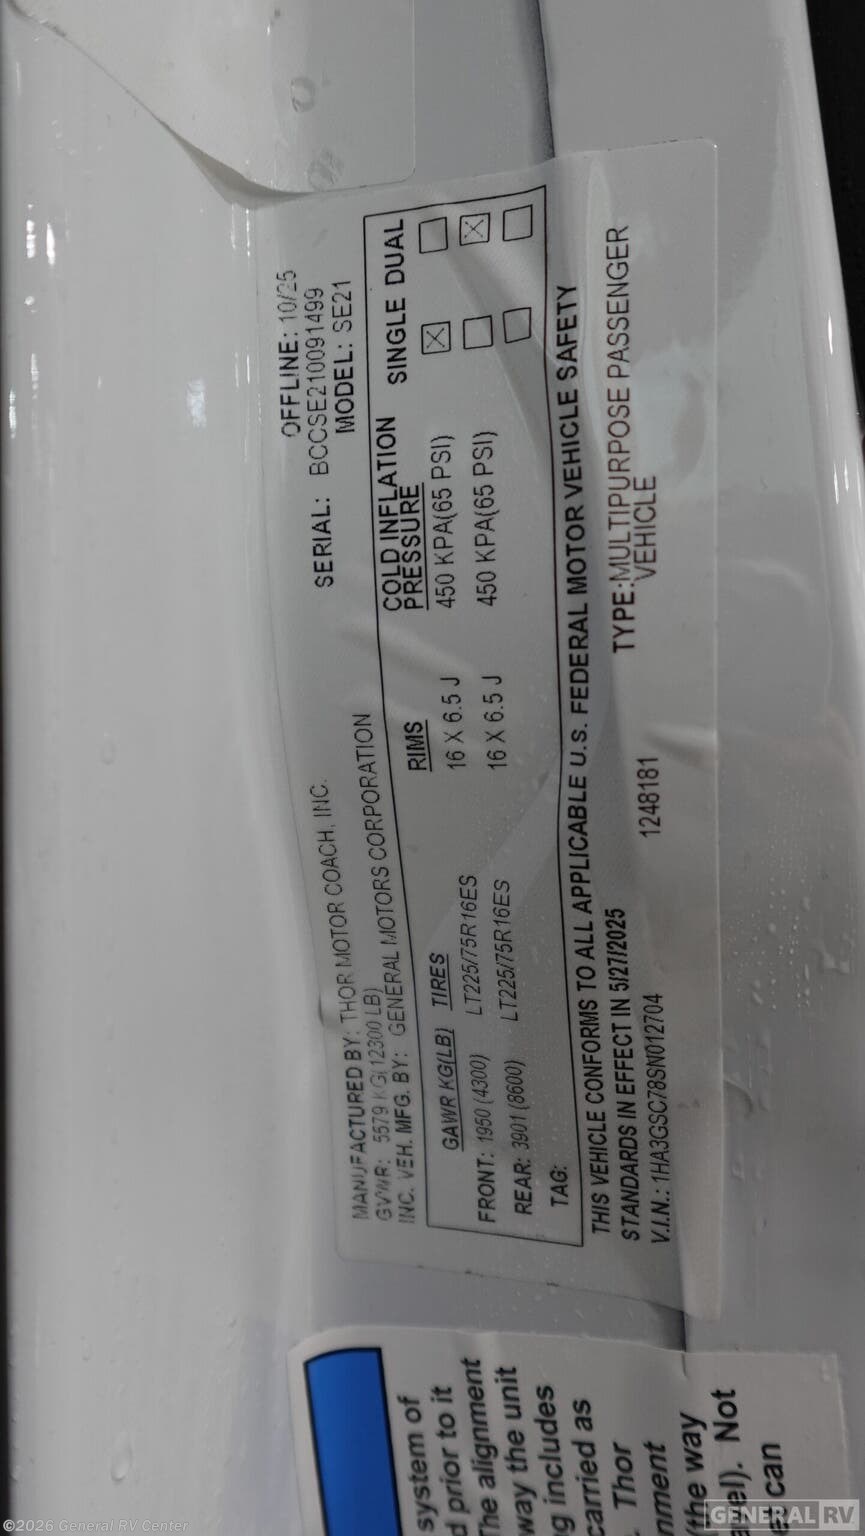 MANUFACTURED BY: THOR MOTOR COACH, INC.
OFFLINE: 10/25
GVWR: 5579 KG( 12300 LB)
SERIAL: BCCSE210091499
INC. VEH. MFG. BY: GENERAL MOTORS CORPORATION
MODEL: SE21
GAWR KG(LB) TIRES RIMS COLD INFLATION PRESSURE SINGLE DUAL
FRONT: 1950 (4300) LT225/75R16ES 16 X 6.5 J 450 KPA(65 PSI)
REAR: 3901 (8600) LT225/75R16ES 16 X 6.5 J 450 KPA(65 PSI)
TAG:
THIS VEHICLE CONFORMS TO ALL APPLICABLE U.S. FEDERAL MOTOR VEHICLE SAFETY
STANDARDS IN EFFECT IN 5/27/2025
TYPE:MULTIPURPOSE PASSENGER
VEHICLE
V.I.N.: 1HA3GSC78SN012704
1248181
system of
d prior to it
The alignment
way the unit
ng includes
carried as
Thor
nment
(the way
el). Not
can
©2026 General RV Center
GENERAL RV